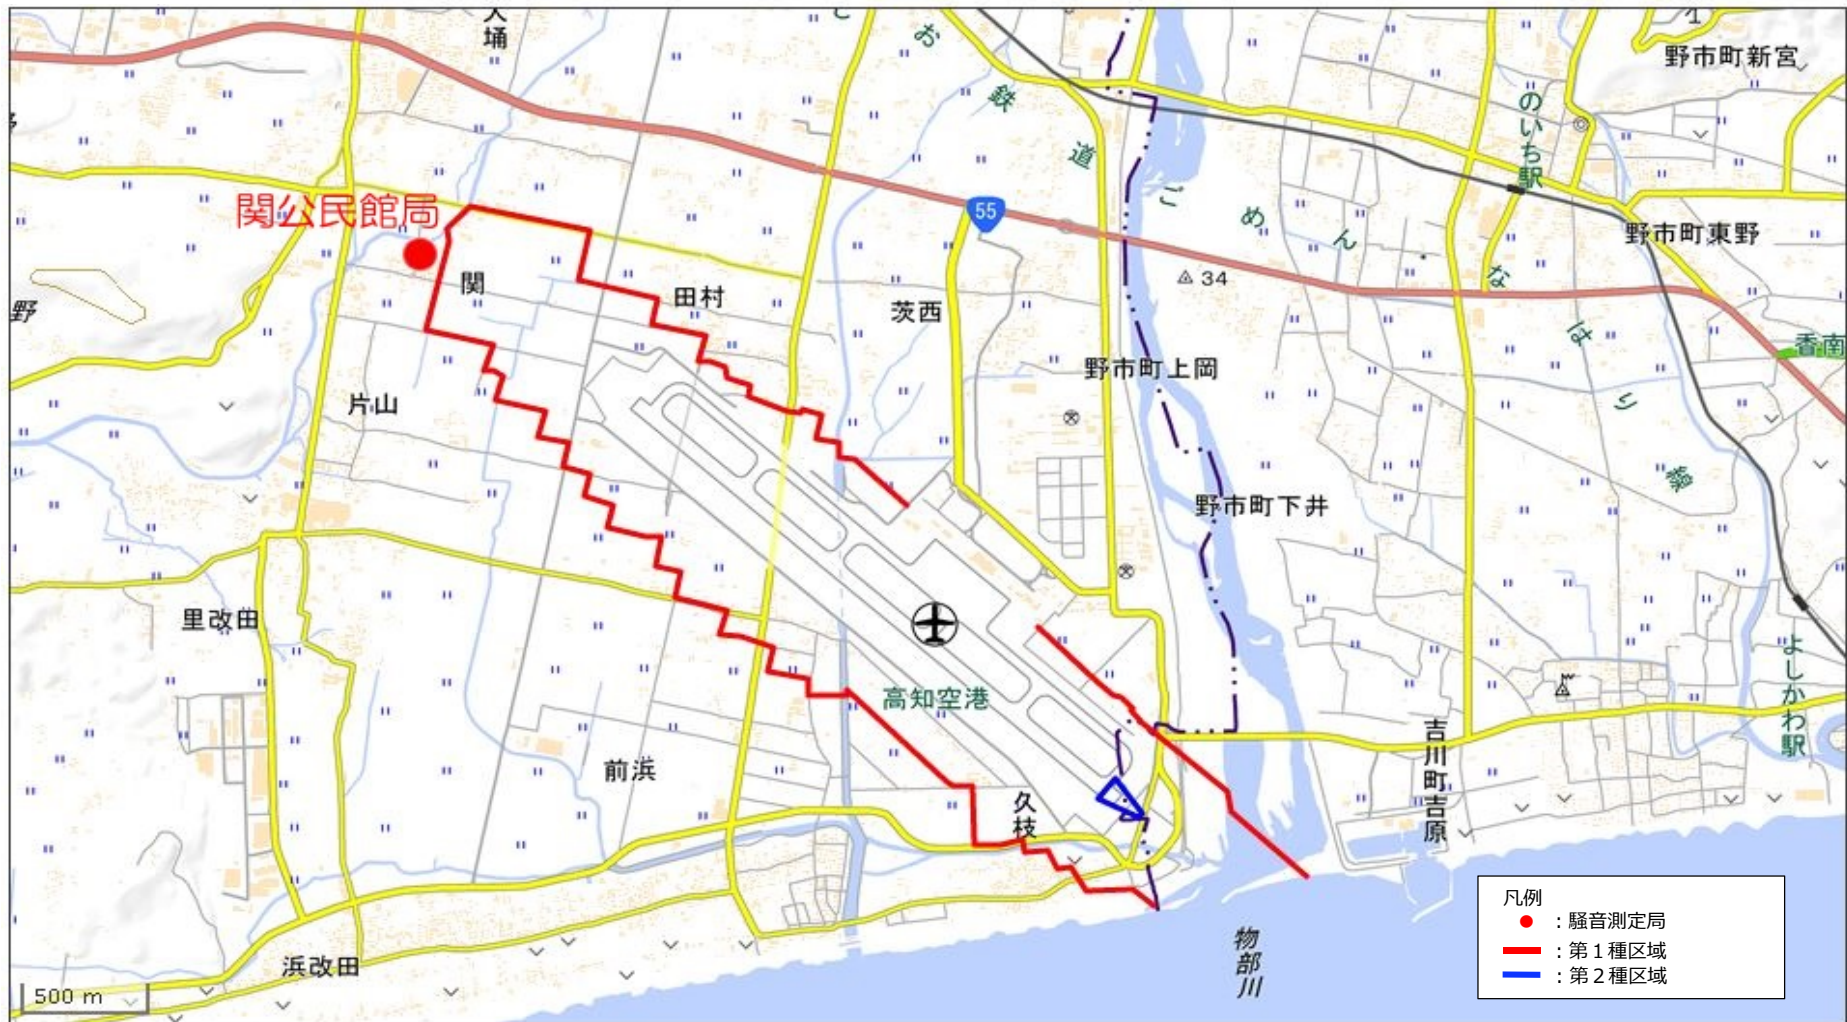 野市町新宮
お
鉄
道
ご
め
ん
な
は
り
線
のいち駅
関公民館局
55
野市町東野
34
関
田村
茨西
野
香南
野市町上岡
片山
野市町下井
里改田
高知空港
よしかわ駅
吉川町吉原
前浜
久枝
物部川
浜改田
500 m
凡例
：騒音測定局
：第１種区域
：第２種区域